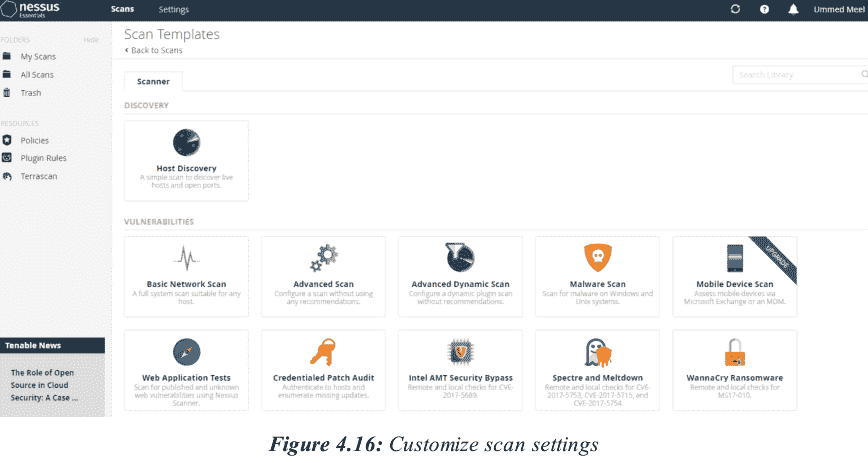 nessus
Essentials
Scans
Settings
Ummed Meel
FOLDERS
Hide
My Scans
All Scans
Trash
RESOURCES
Policies
Plugin Rules
Terrascan
Tenable News
The Role of Open
Source in Cloud
Security: A Case ...
Scan Templates
Back to Scans
Scanner
Search Library
DISCOVERY
Host Discovery
A simple scan to discover live
hosts and open ports.
VULNERABILITIES
Basic Network Scan
A full system scan suitable for any
host.
Advanced Scan
Configure a scan without using
any recommendations.
Advanced Dynamic Scan
Configure a dynamic plugin scan
without recommendations.
Malware Scan
Scan for malware on Windows and
Unix systems.
UPGRADE
Mobile Device Scan
Assess mobile devices via
Microsoft Exchange or an MDM.
Web Application Tests
Scan for published and unknown
web vulnerabilities using Nessus
Scanner.
Credentialed Patch Audit
Authenticate to hosts and
enumerate missing updates.
Intel AMT Security Bypass
Remote and local checks for CVE-
2017-5689.
Spectre and Meltdown
Remote and local checks for CVE-
2017-5753, CVE-2017-5715, and
CVE-2017-5754.
WannaCry Ransomware
Remote and local checks for
MS17-010.
Figure 4.16: Customize scan settings